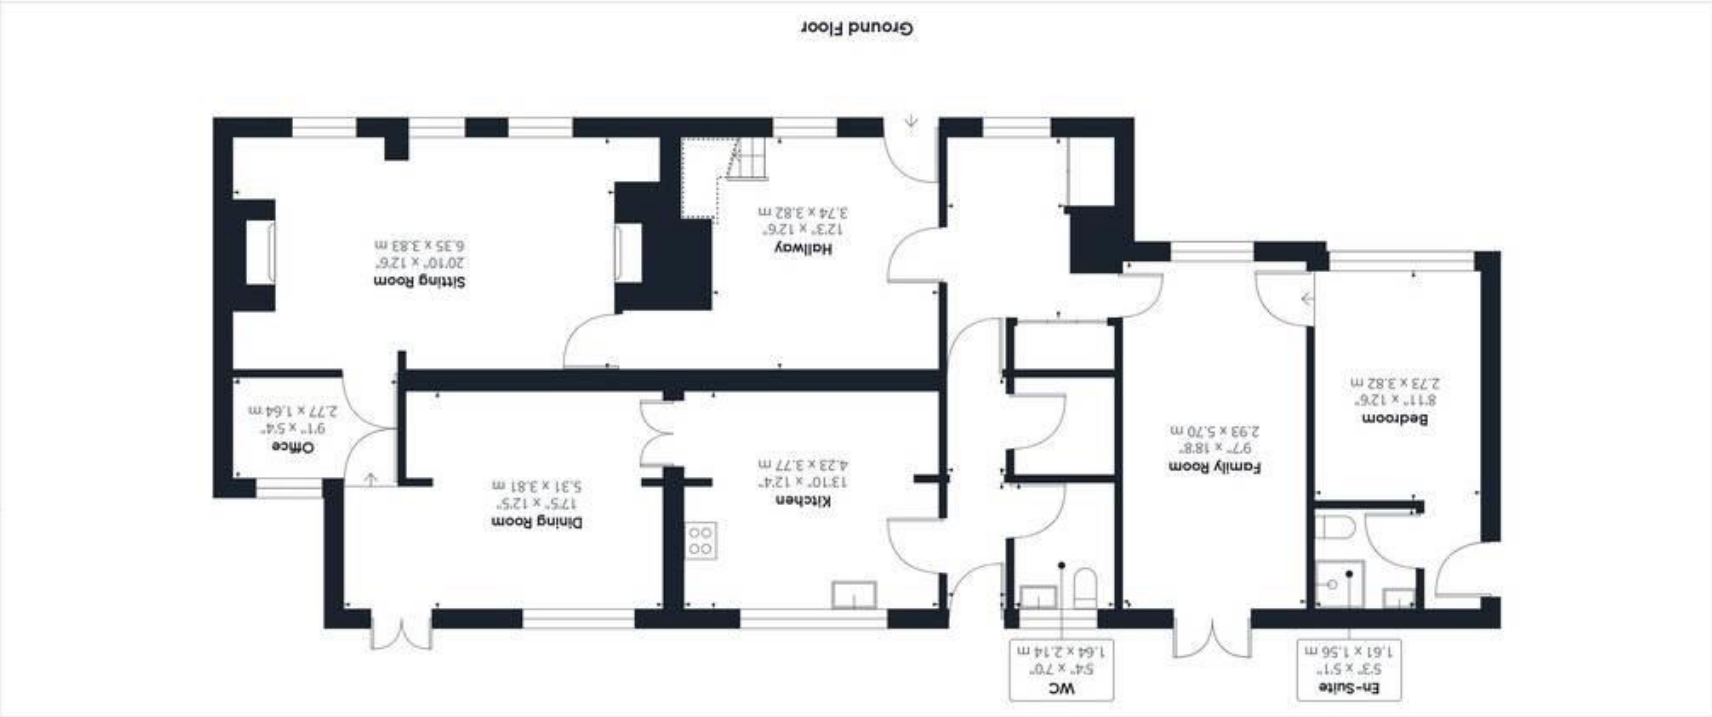 En-Suite
5'3" x 5'1"
1.61 x 1.56 m
WC
5'4" x 7'0"
1.64 x 2.14 m
Bedroom
8'11" x 12'6"
2.73 x 3.82 m
Family Room
9'7" x 18'8"
2.93 x 5.70 m
Kitchen
13'10" x 12'4"
4.23 x 3.77 m
Dining Room
17'5" x 12'5"
5.31 x 3.81 m
Office
9'1" x 5'4"
2.77 x 1.64 m
Hallway
12'3" x 12'6"
3.74 x 3.82 m
Sitting Room
20'10" x 12'6"
6.35 x 3.83 m
Ground Floor